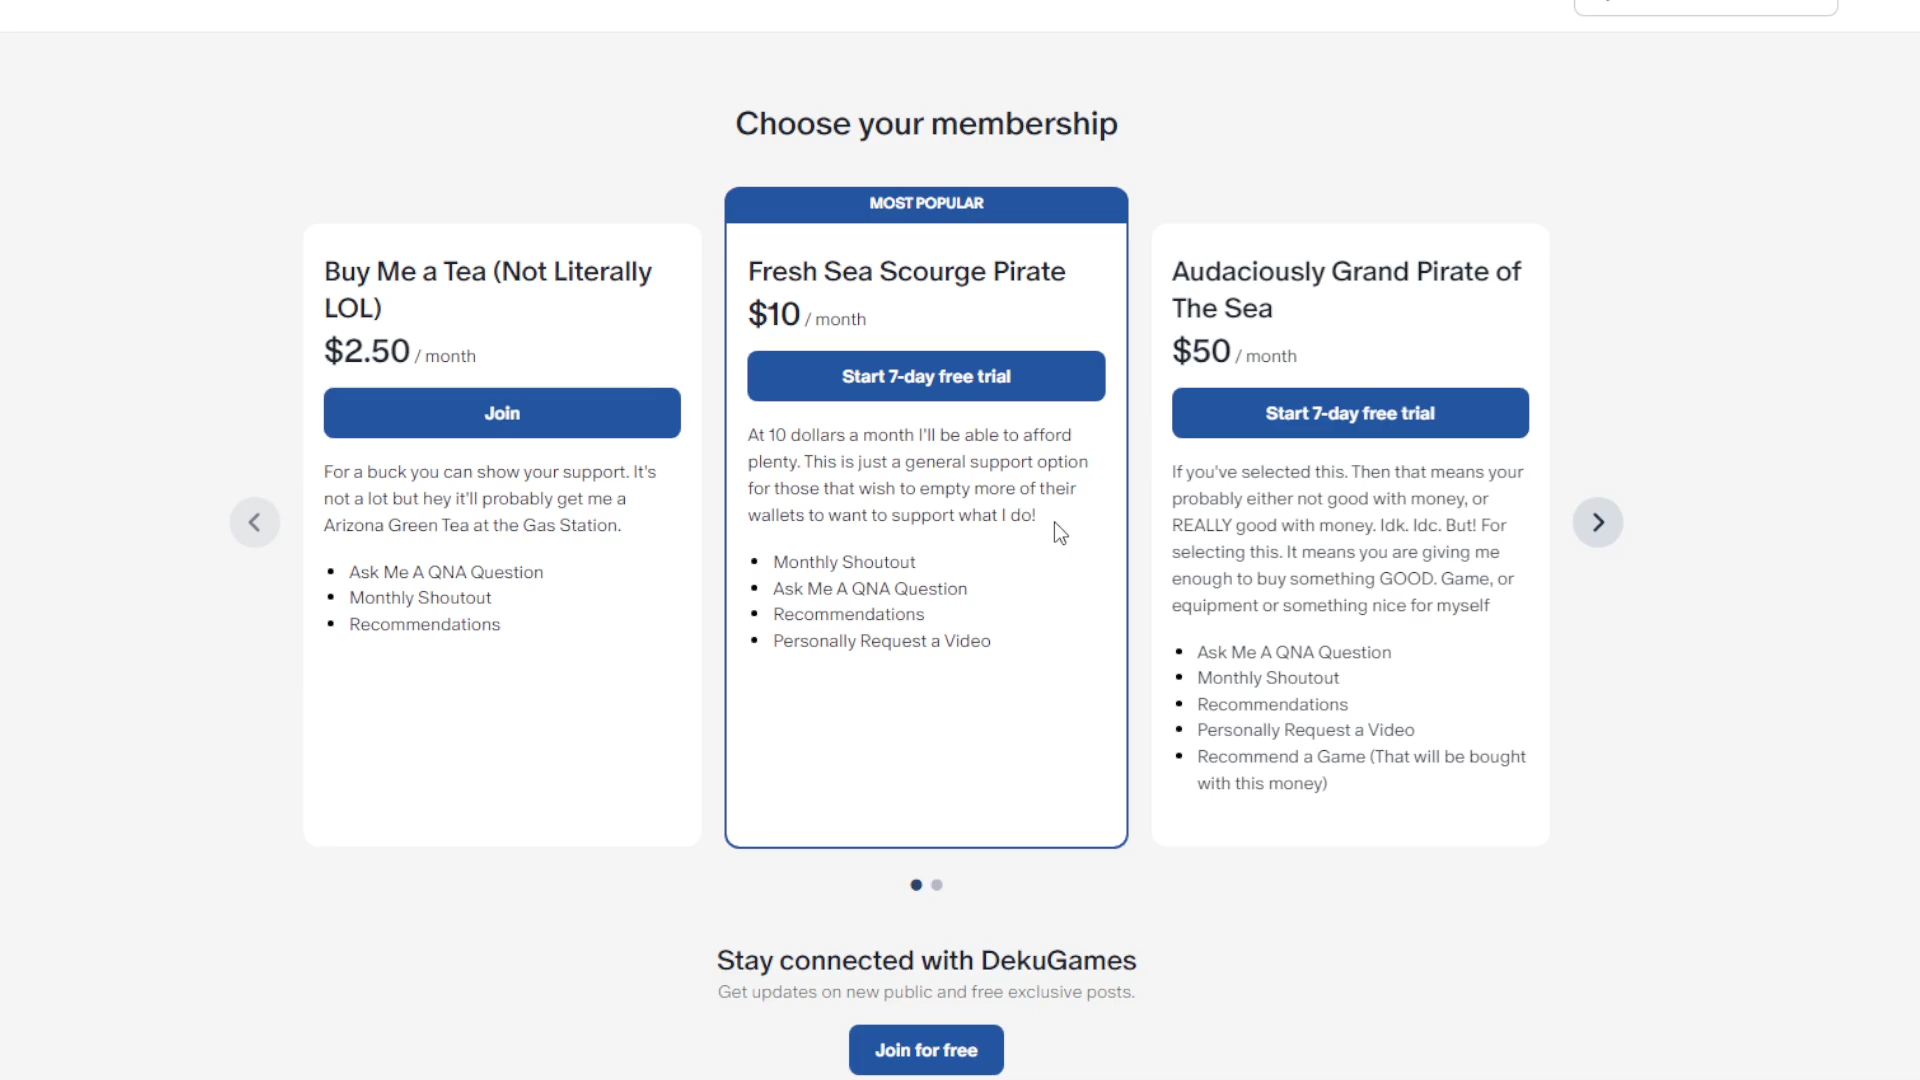 Choose your membership
Buy Me a Tea (Not Literally
LOL)
$2.50 / month
Join
For a buck you can show your support. It's
not a lot but hey it'll probably get me a
Arizona Green Tea at the Gas Station.
Ask Me A QNA Question
Monthly Shoutout
Recommendations
MOST POPULAR
Fresh Sea Scourge Pirate
$10 / month
Start 7-day free trial
At 10 dollars a month I'll be able to afford
plenty. This is just a general support option
for those that wish to empty more of their
wallets to want to support what I do!
Monthly Shoutout
Ask Me A QNA Question
Recommendations
Personally Request a Video
Audaciously Grand Pirate of
The Sea
$50 / month
Start 7-day free trial
If you've selected this. Then that means your
probably either not good with money, or
REALLY good with money. Idk. Idc. But! For
selecting this. It means you are giving me
enough to buy something GOOD. Game, or
equipment or something nice for myself
Ask Me A QNA Question
Monthly Shoutout
Recommendations
Personally Request a Video
Recommend a Game (That will be bought
with this money)
Stay connected with DekuGames
Get updates on new public and free exclusive posts.
Join for free